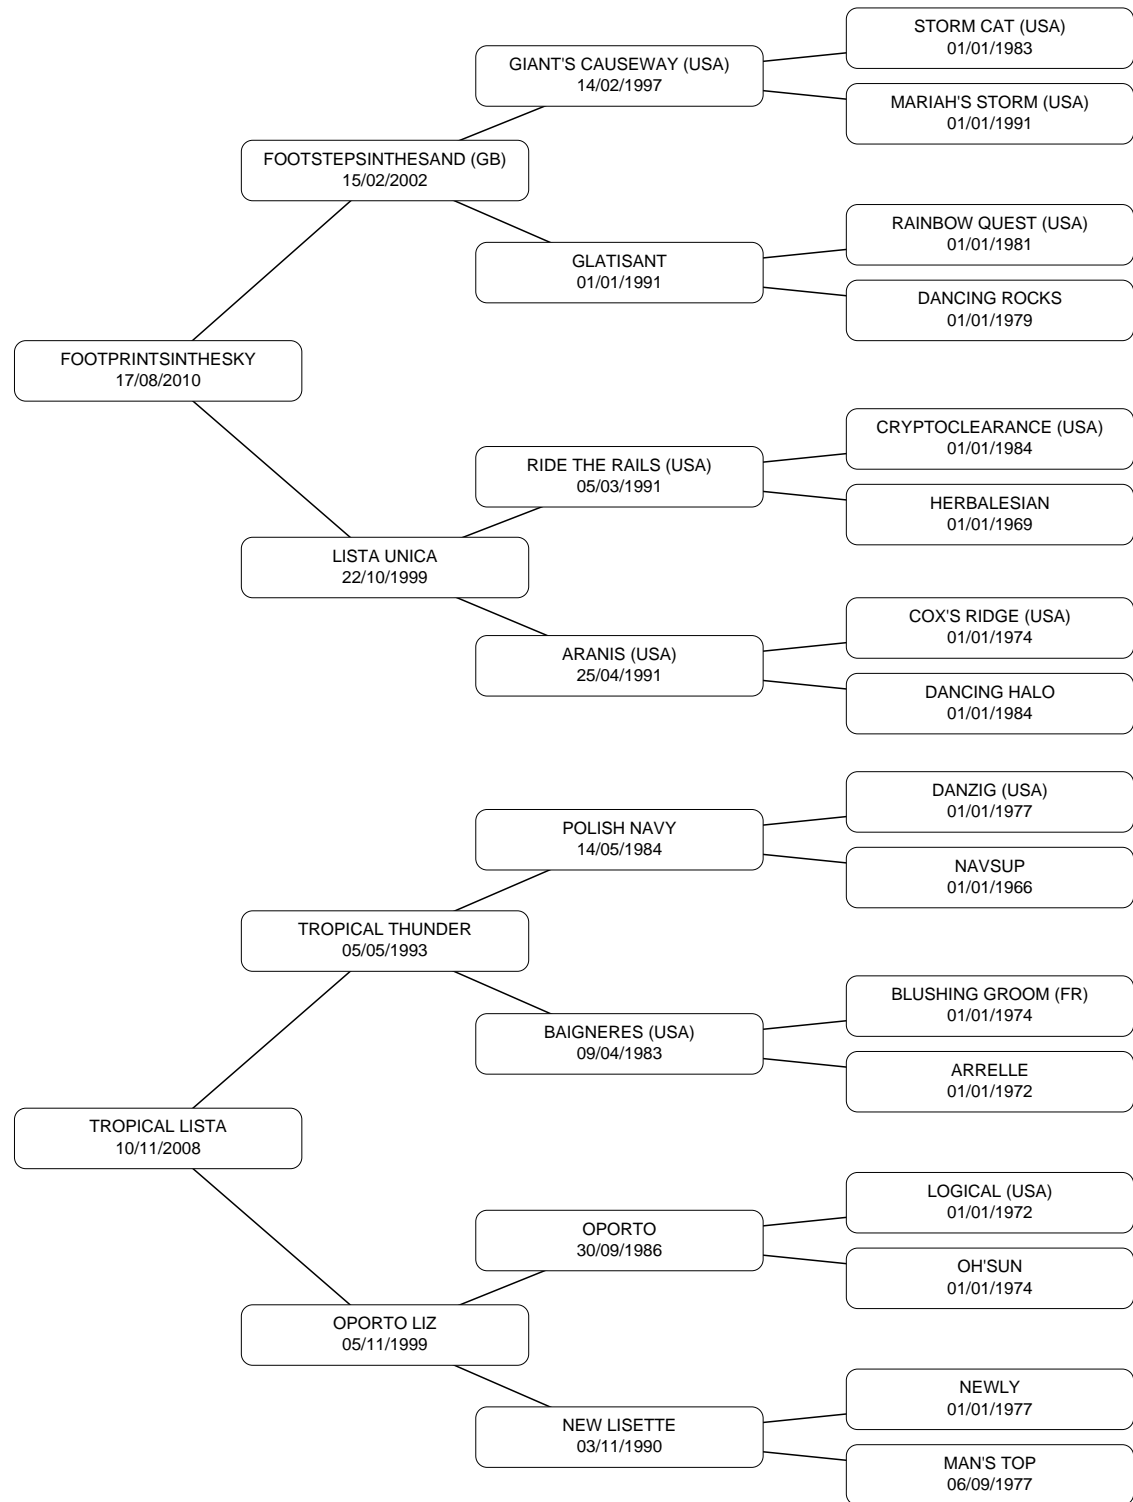 STORM CAT (USA)
01/01/1983
GIANT'S CAUSEWAY (USA)
14/02/1997
MARIAH'S STORM (USA)
01/01/1991
FOOTSTEPSINTHESAND (GB)
15/02/2002
RAINBOW QUEST (USA)
01/01/1981
GLATISANT
01/01/1991
DANCING ROCKS
01/01/1979
FOOTPRINTSINTHESKY
17/08/2010
CRYPTOCLEARANCE (USA)
01/01/1984
RIDE THE RAILS (USA)
05/03/1991
HERBALESIAN
01/01/1969
LISTA UNICA
22/10/1999
COX'S RIDGE (USA)
01/01/1974
ARANIS (USA)
25/04/1991
DANCING HALO
01/01/1984
DANZIG (USA)
01/01/1977
POLISH NAVY
14/05/1984
NAVSUP
01/01/1966
TROPICAL THUNDER
05/05/1993
BLUSHING GROOM (FR)
01/01/1974
BAIGNERES (USA)
09/04/1983
ARRELLE
01/01/1972
TROPICAL LISTA
10/11/2008
LOGICAL (USA)
01/01/1972
OPORTO
30/09/1986
OH'SUN
01/01/1974
OPORTO LIZ
05/11/1999
NEWLY
01/01/1977
NEW LISETTE
03/11/1990
MAN'S TOP
06/09/1977